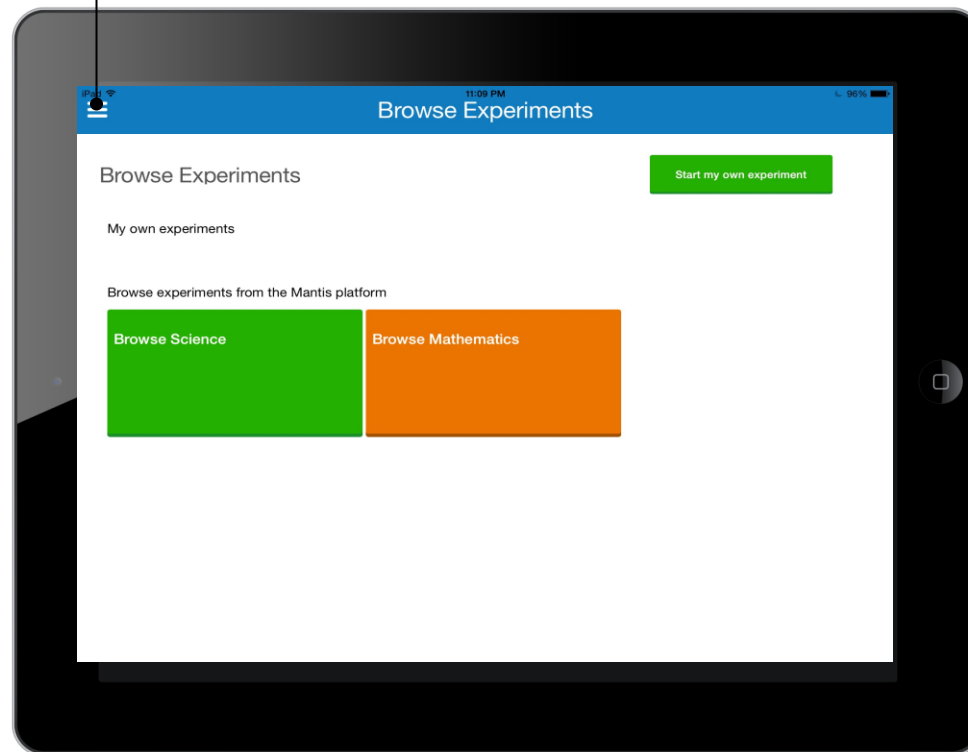 iPad 11:09 PM 96%
Browse Experiments
Browse Experiments
Start my own experiment
My own experiments
Browse experiments from the Mantis platform
Browse Science Browse Mathematics